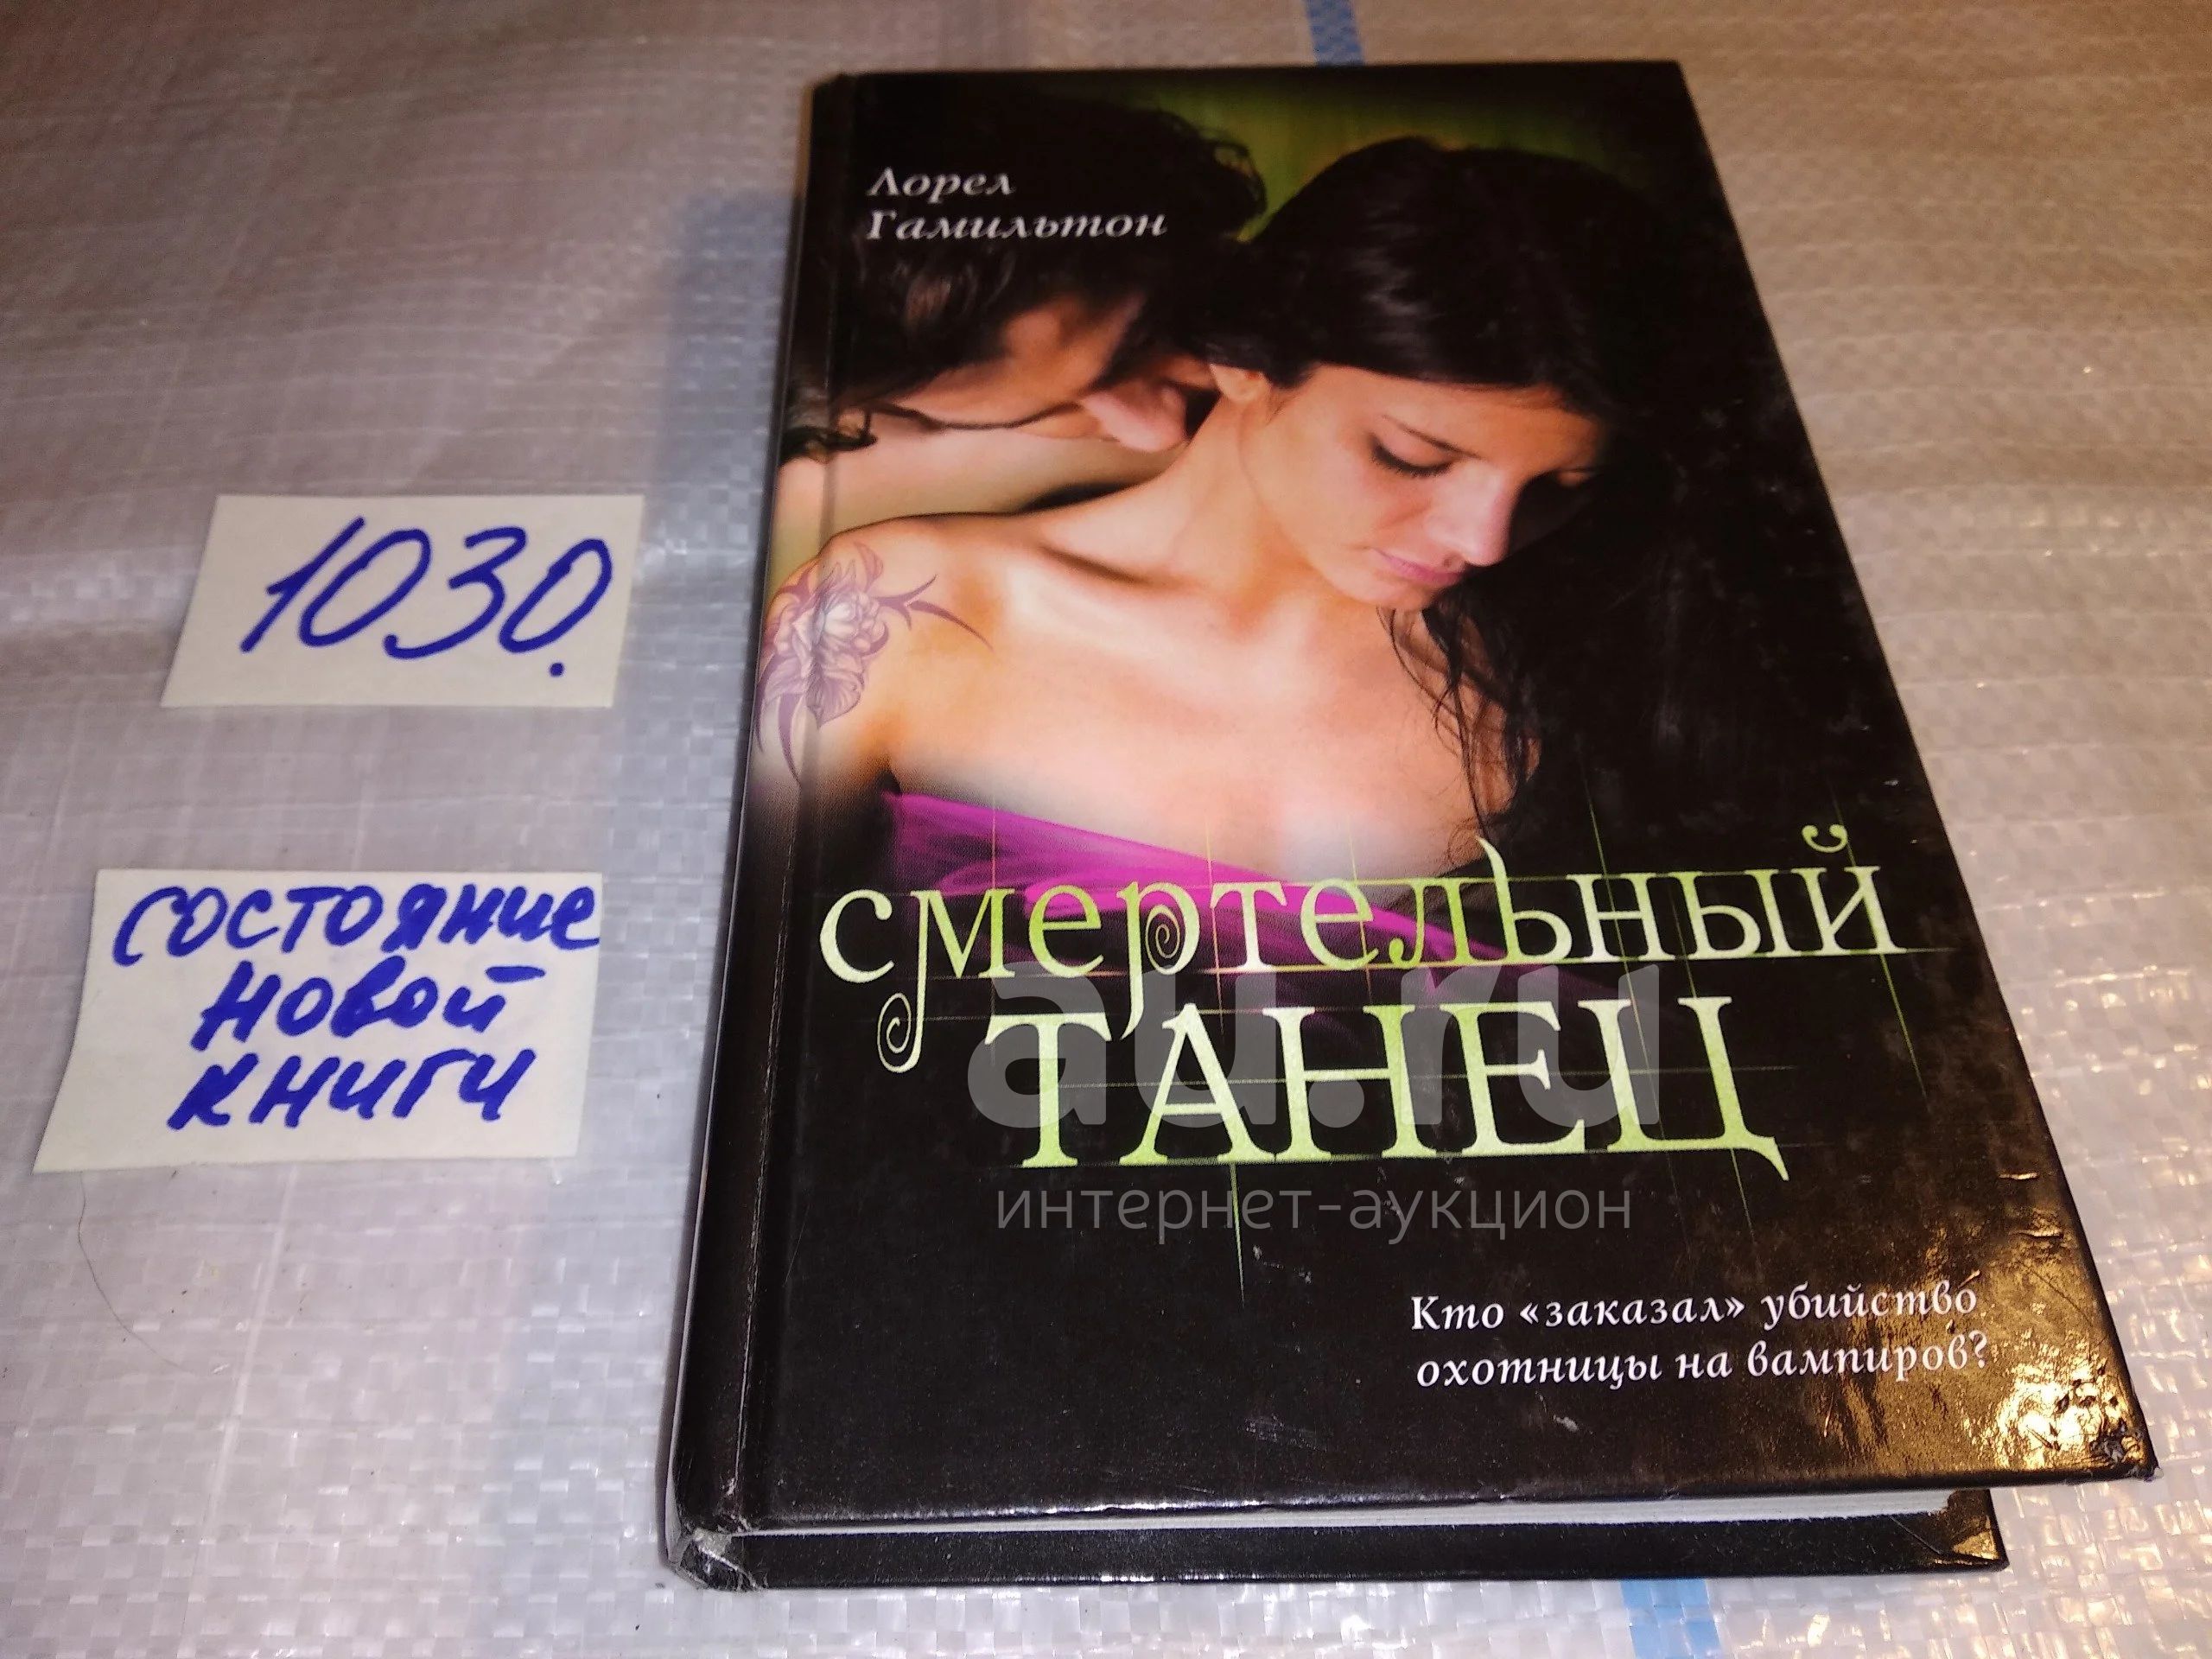 Лорел
Гамильтон
1030.
состояние
новой
книги
смертельный
ТАНЕЦ
au.ru
интернет-аукцион
Кто «заказал» убийство
охотницы на вампиров?